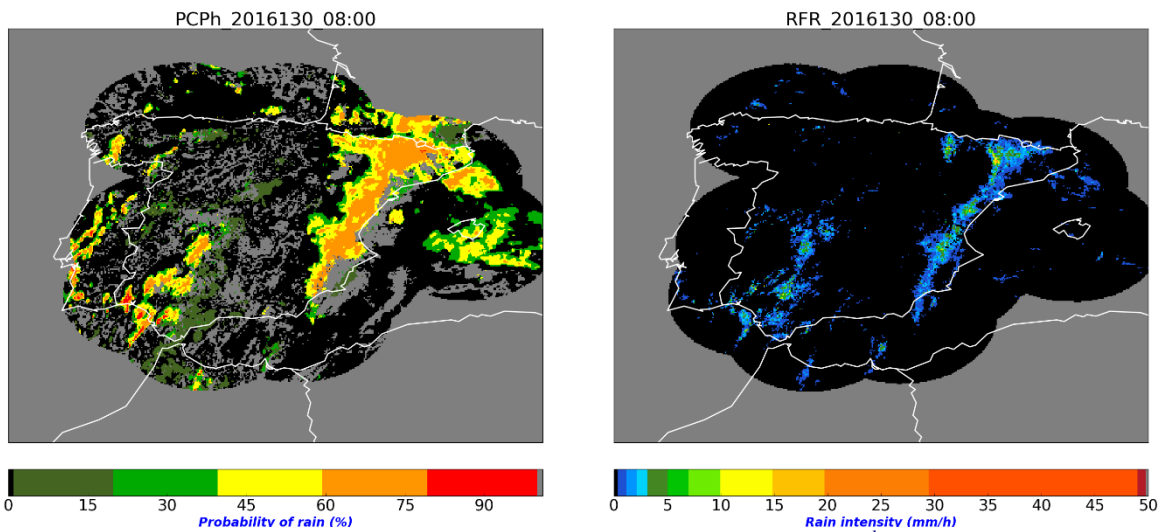 PCPh_2016130_08:00
RFR_2016130_08:00
0 15 30 45 60 75 90
Probability of rain (%)
0 5 10 15 20 25 30 35 40 45 50
Rain intensity (mm/h)